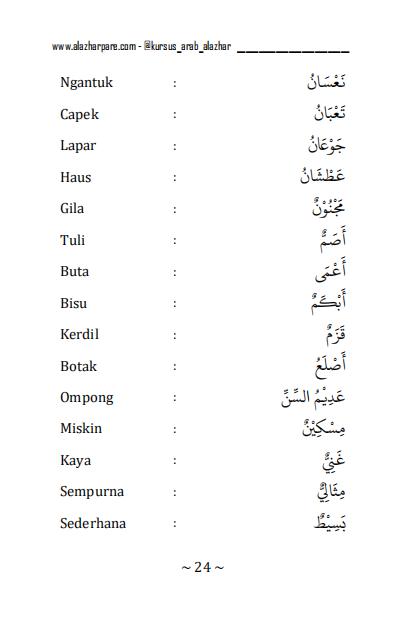 www.alazharpare.com - @kursus_arab_alazhar ___________________
Ngantuk : نَعْسَانُ
Capek : تَعْبَانُ
Lapar : جَوْعَانُ
Haus : عَطْشَانُ
Gila : مَجْنُوْنٌ
Tuli : أَصَمٌّ
Buta : أَعْمَى
Bisu : أَبْكَمٌ
Kerdil : قَزَمٌ
Botak : أَصْلَعُ
Ompong : عَدِيْمُ السِّنِّ
Miskin : مِسْكِيْنٌ
Kaya : غَنِيٌّ
Sempurna : مِثَالِيٌّ
Sederhana : بَسِيْطٌ
~ 24 ~